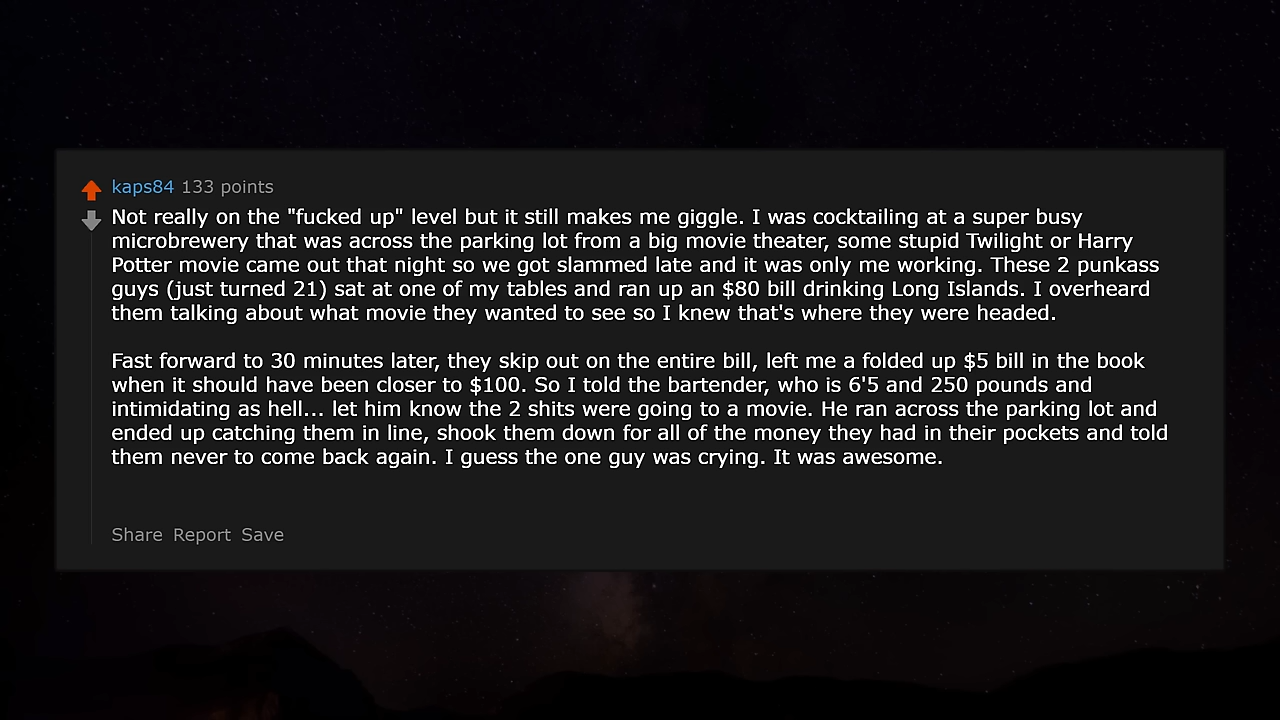 kaps84 133 points
Not really on the "fucked up" level but it still makes me giggle. I was cocktailing at a super busy
microbrewery that was across the parking lot from a big movie theater, some stupid Twilight or Harry
Potter movie came out that night so we got slammed late and it was only me working. These 2 punkass
guys (just turned 21) sat at one of my tables and ran up an $80 bill drinking Long Islands. I overheard
them talking about what movie they wanted to see so I knew that's where they were headed.
Fast forward to 30 minutes later, they skip out on the entire bill, left me a folded up $5 bill in the book
when it should have been closer to $100. So I told the bartender, who is 6'5 and 250 pounds and
intimidating as hell... let him know the 2 shits were going to a movie. He ran across the parking lot and
ended up catching them in line, shook them down for all of the money they had in their pockets and told
them never to come back again. I guess the one guy was crying. It was awesome.
Share Report Save